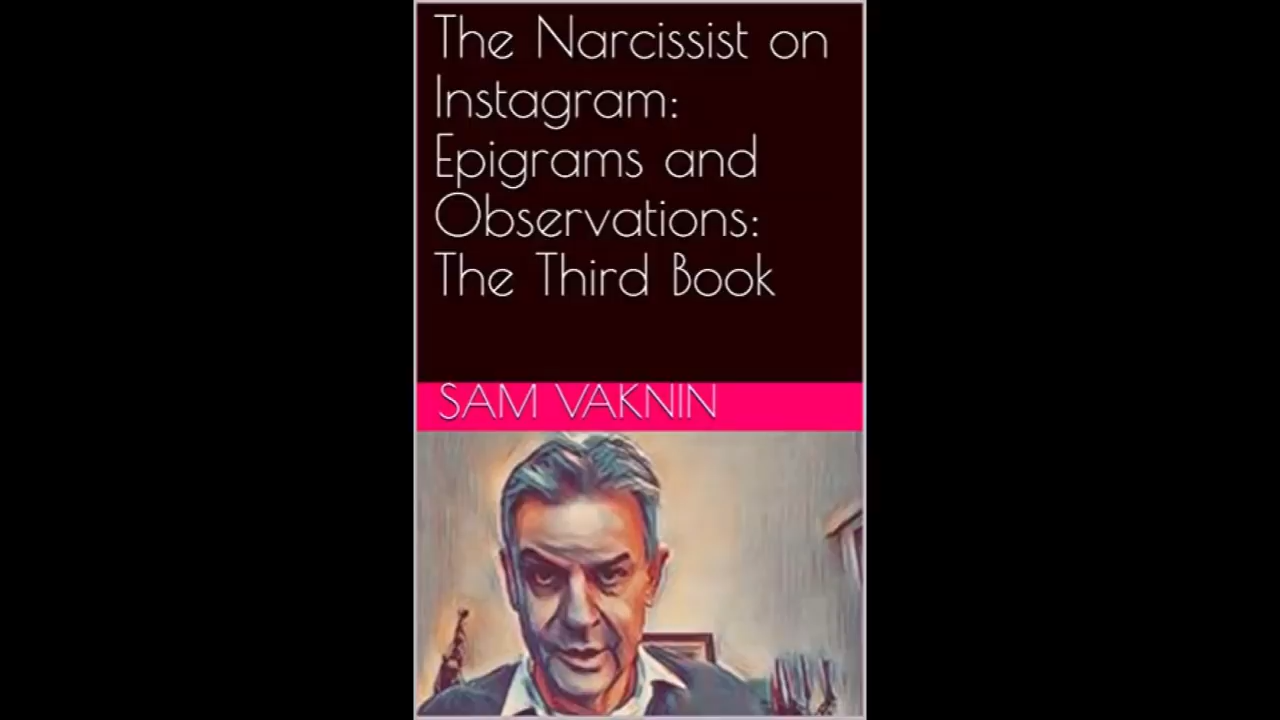 The Narcissist on
Instagram:
Epigrams and
Observations:
The Third Book
SAM VAKNIN